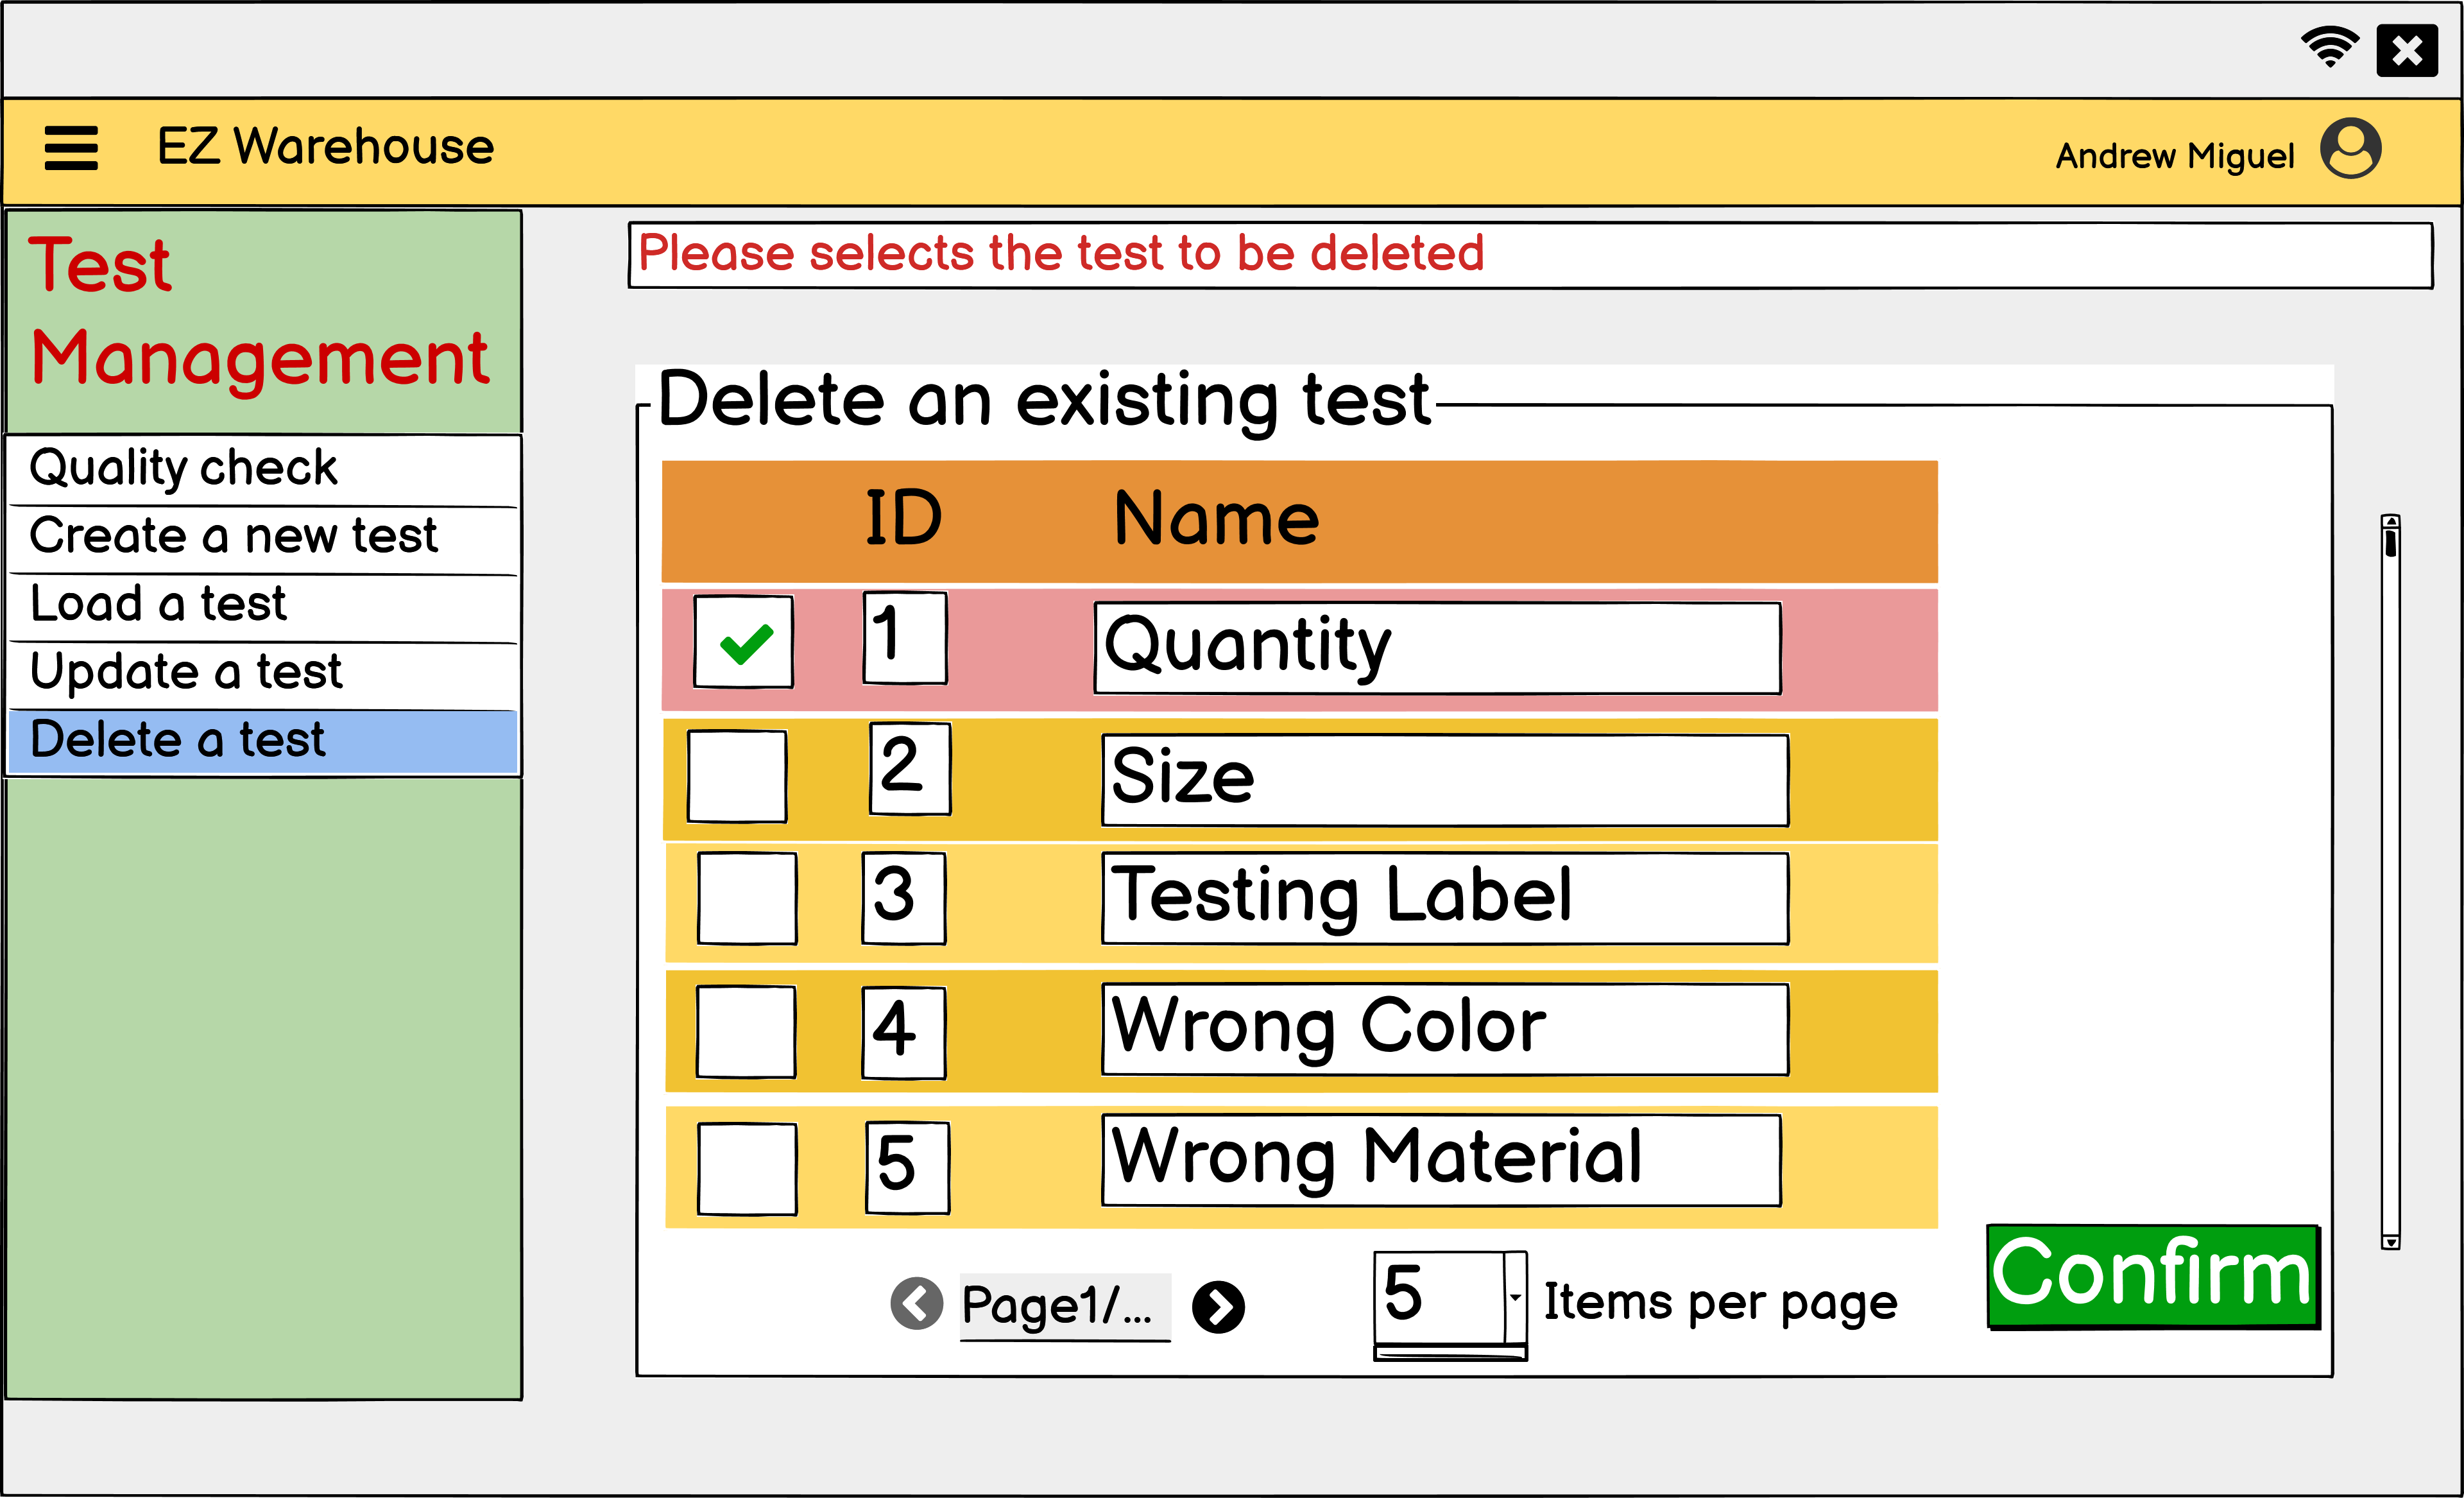 EZ Warehouse
Andrew Miguel
Test
Management
Quality check
Create a new test
Load a test
Update a test
Delete a test
Please selects the test to be deleted
Delete an existing test
ID Name
1 Quantity
2 Size
3 Testing Label
4 Wrong Color
5 Wrong Material
Page1/...
5 Items per page
Confirm